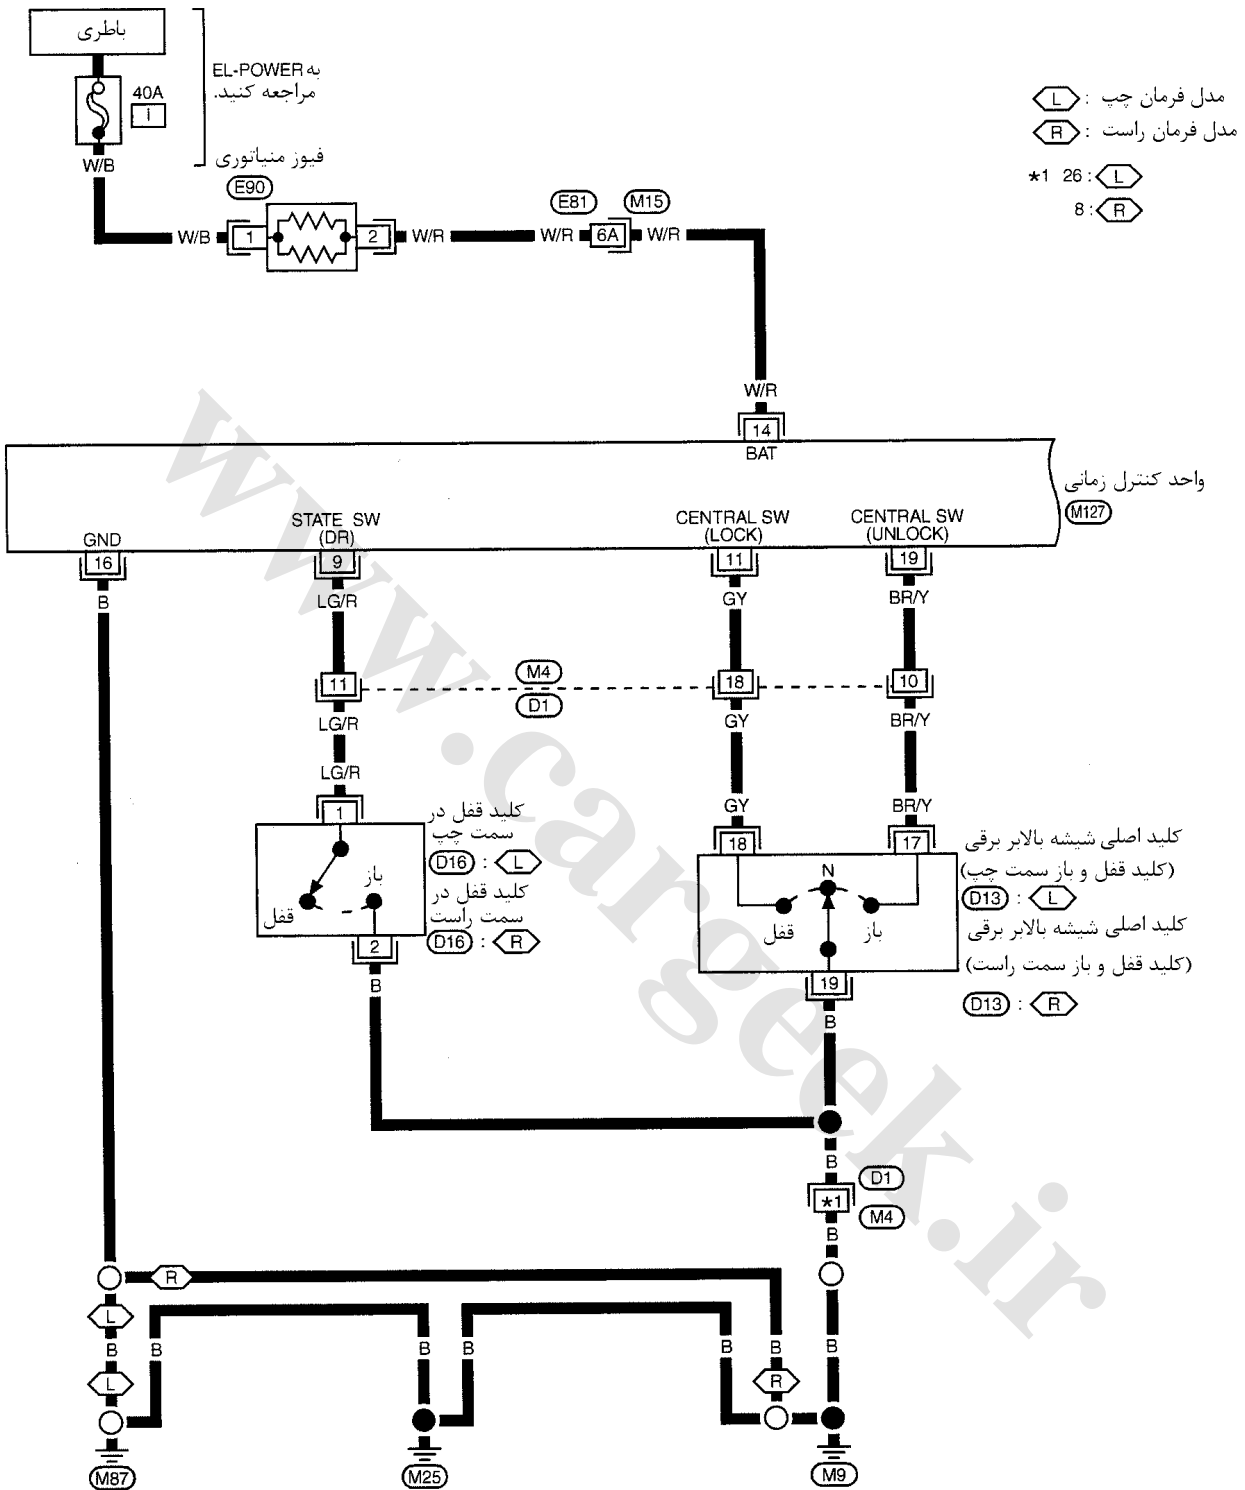 باطری
40A
i
به EL-POWER
مراجعه کنید.
W/B
فیوز منیاتوری
E90
W/B
1
2
W/R
W/R
E81
M15
6A
W/R
مدل فرمان چپ : L
مدل فرمان راست : R
*1 26 : L
8 : R
W/R
14
BAT
واحد کنترل زمانی
M127
GND
STATE SW
(DR)
CENTRAL SW
(LOCK)
CENTRAL SW
(UNLOCK)
16
9
11
19
B
LG/R
GY
BR/Y
11
M4
D1
18
10
LG/R
GY
BR/Y
LG/R
GY
BR/Y
1
کلید قفل در
سمت چپ
D16 : L
کلید قفل در
سمت راست
D16 : R
باز
قفل
2
B
18
17
N
قفل
باز
19
کلید اصلی شیشه بالابر برقی
(کلید قفل و باز سمت چپ)
D13 : L
کلید اصلی شیشه بالابر برقی
(کلید قفل و باز سمت راست)
D13 : R
B
B
D1
*1
M4
B
R
L
B
B
B
B
B
B
B
L
R
M87
M25
M9
www.cargeek.ir